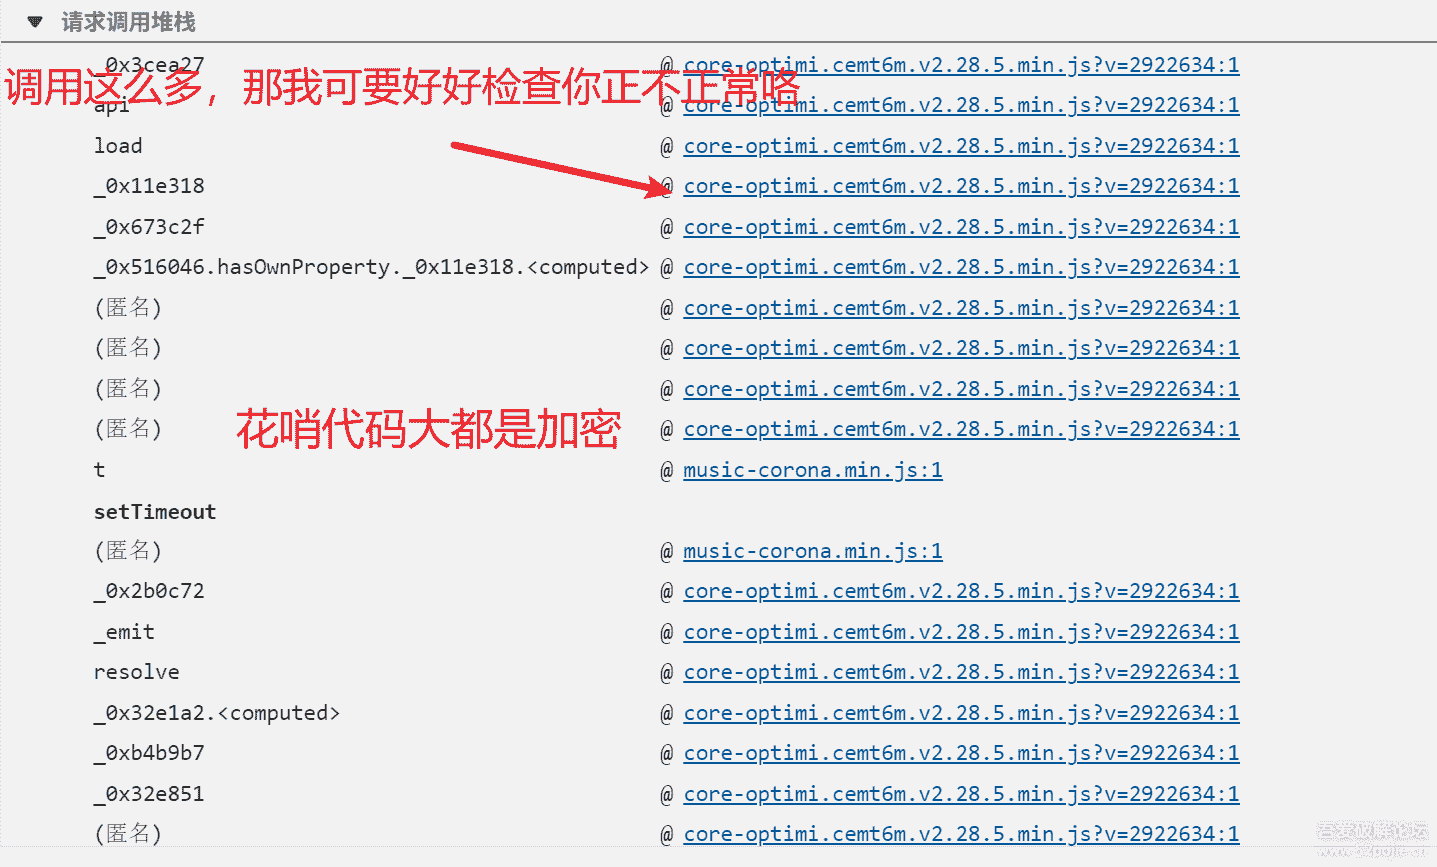 请求调用堆栈
_0x3cea27 @ core-optimi.cemt6m.v2.28.5.min.js?v=2922634:1
调用这么多，那我可要好好检查你正不正常咯
api @ core-optimi.cemt6m.v2.28.5.min.js?v=2922634:1
load @ core-optimi.cemt6m.v2.28.5.min.js?v=2922634:1
_0x11e318 @ core-optimi.cemt6m.v2.28.5.min.js?v=2922634:1
_0x673c2f @ core-optimi.cemt6m.v2.28.5.min.js?v=2922634:1
_0x516046.hasOwnProperty._0x11e318.<computed> @ core-optimi.cemt6m.v2.28.5.min.js?v=2922634:1
(匿名) @ core-optimi.cemt6m.v2.28.5.min.js?v=2922634:1
(匿名) @ core-optimi.cemt6m.v2.28.5.min.js?v=2922634:1
(匿名) @ core-optimi.cemt6m.v2.28.5.min.js?v=2922634:1
(匿名) @ core-optimi.cemt6m.v2.28.5.min.js?v=2922634:1
花哨代码大都是加密
t @ music-corona.min.js:1
setTimeout
(匿名) @ music-corona.min.js:1
_0x2b0c72 @ core-optimi.cemt6m.v2.28.5.min.js?v=2922634:1
_emit @ core-optimi.cemt6m.v2.28.5.min.js?v=2922634:1
resolve @ core-optimi.cemt6m.v2.28.5.min.js?v=2922634:1
_0x32e1a2.<computed> @ core-optimi.cemt6m.v2.28.5.min.js?v=2922634:1
_0xb4b9b7 @ core-optimi.cemt6m.v2.28.5.min.js?v=2922634:1
_0x32e851 @ core-optimi.cemt6m.v2.28.5.min.js?v=2922634:1
(匿名) @ core-optimi.cemt6m.v2.28.5.min.js?v=2922634:1
吾爱破解论坛
www.52pojie.cn